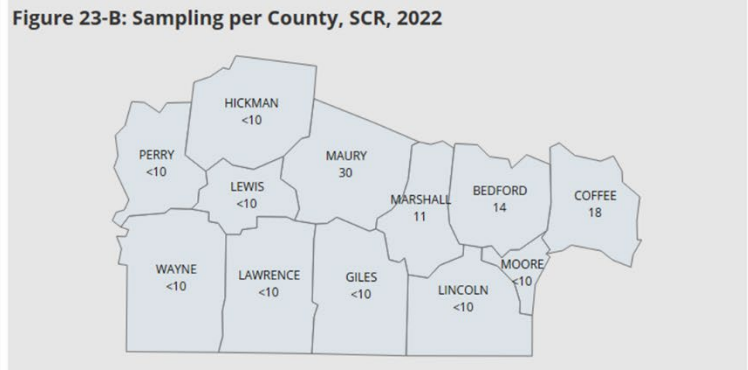 Figure 23-B: Sampling per County, SCR, 2022
HICKMAN
<10
PERRY
<10
MAURY
30
LEWIS
<10
MARSHALL
11
BEDFORD
14
COFFEE
18
WAYNE
<10
LAWRENCE
<10
GILES
<10
LINCOLN
<10
MOORE
<10